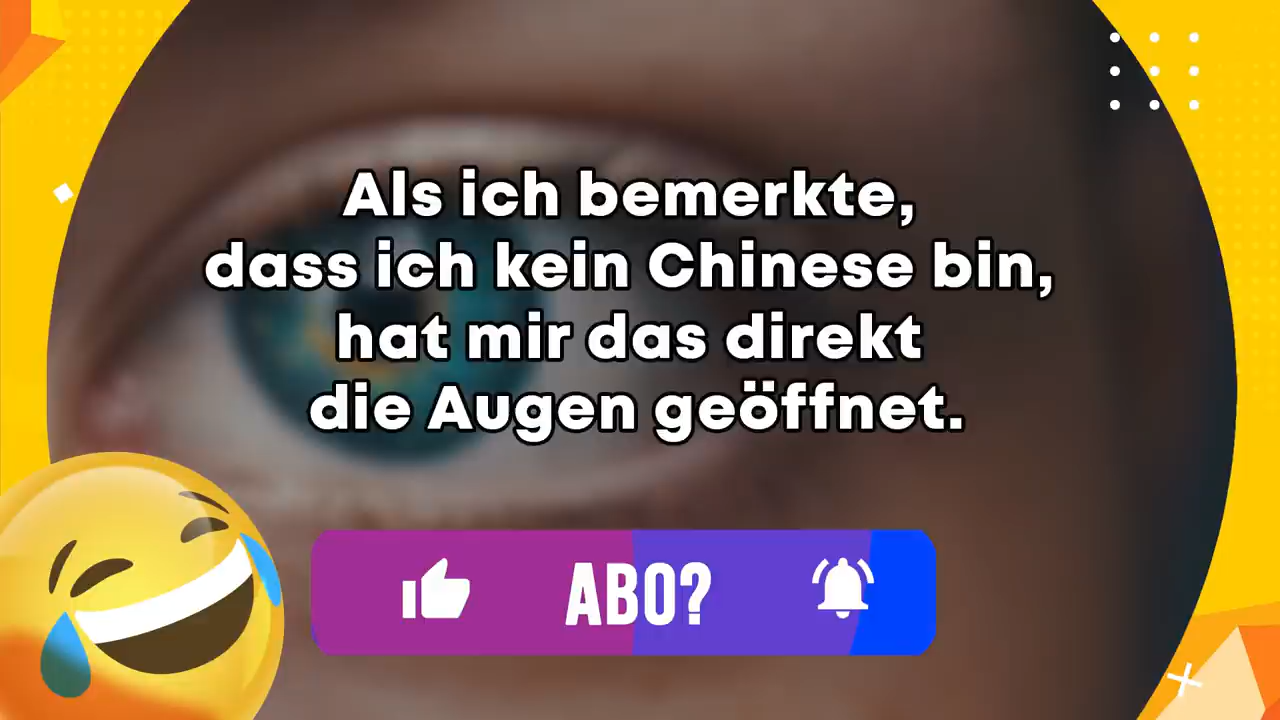 Als ich bemerkte,
dass ich kein Chinese bin,
hat mir das direkt
die Augen geöffnet.
ABO?